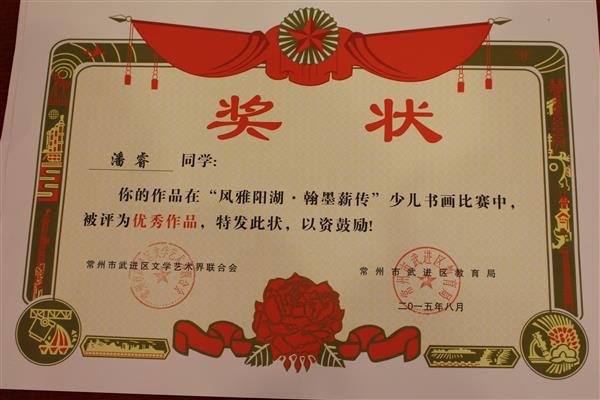 奖状
潘睿 同学:
你的作品在“风雅阳湖·翰墨薪传”少儿书画比赛中,
被评为优秀作品,特发此状,以资鼓励!
常州市武进区文学艺术界联合会 常州市武进区教育局
二〇一五年八月